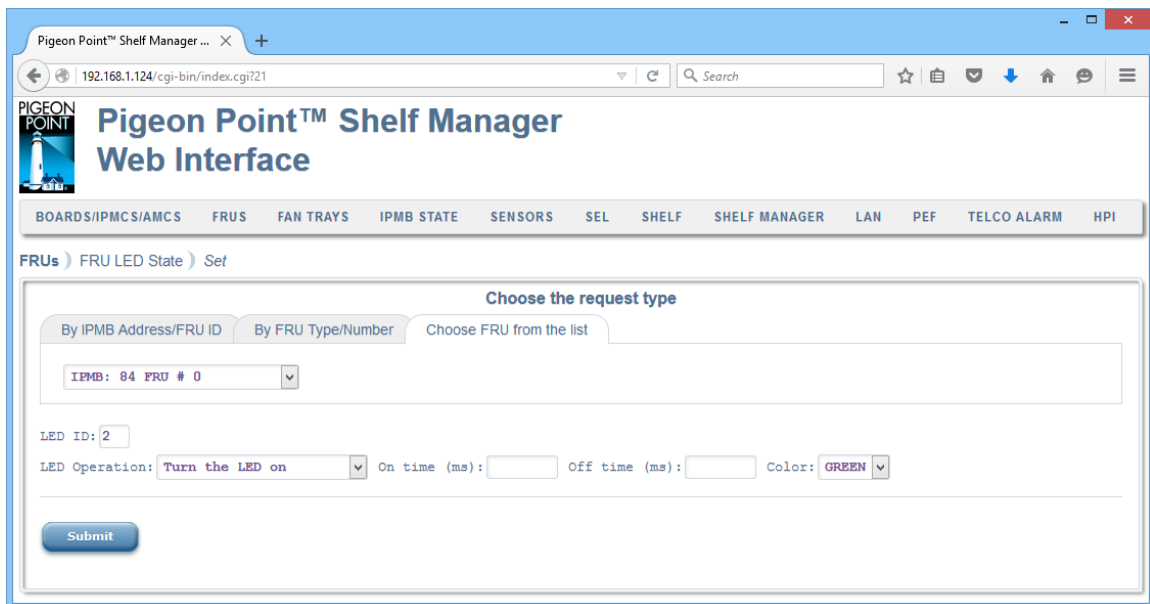 Pigeon Point™ Shelf Manager ...
192.168.1.124/cgi-bin/index.cgi?21
Search
PIGEON
POINT
Pigeon Point™ Shelf Manager
Web Interface
BOARDS/IPMCS/AMCS FRUS FAN TRAYS IPMB STATE SENSORS SEL SHELF SHELF MANAGER LAN PEF TELCO ALARM HPI
FRUs ) FRU LED State ) Set
Choose the request type
By IPMB Address/FRU ID By FRU Type/Number Choose FRU from the list
IPMB: 84 FRU # 0
LED ID: 2
LED Operation: Turn the LED on On time (ms): Off time (ms): Color: GREEN
Submit